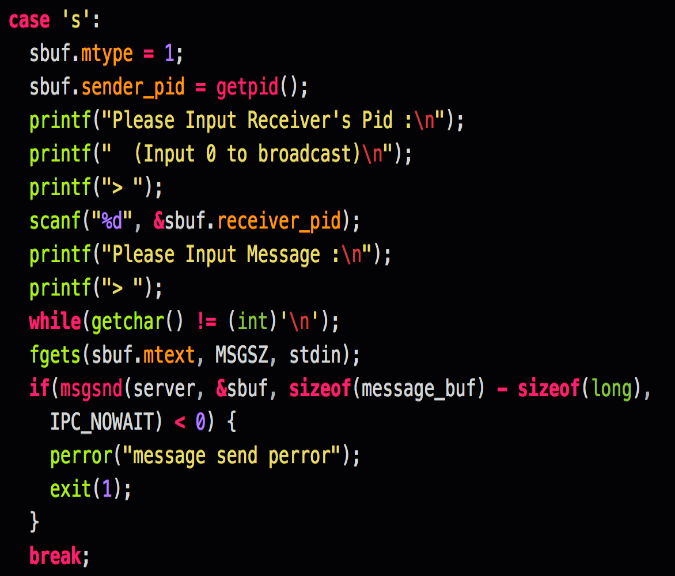 case 's':
  sbuf.mtype = 1;
  sbuf.sender_pid = getpid();
  printf("Please Input Receiver's Pid :\n");
  printf("  (Input 0 to broadcast)\n");
  printf("> ");
  scanf("%d", &sbuf.receiver_pid);
  printf("Please Input Message :\n");
  printf("> ");
  while(getchar() != (int)'\n');
  fgets(sbuf.mtext, MSGSZ, stdin);
  if(msgsnd(server, &sbuf, sizeof(message_buf) - sizeof(long),
    IPC_NOWAIT) < 0) {
    perror("message send perror");
    exit(1);
  }
  break;